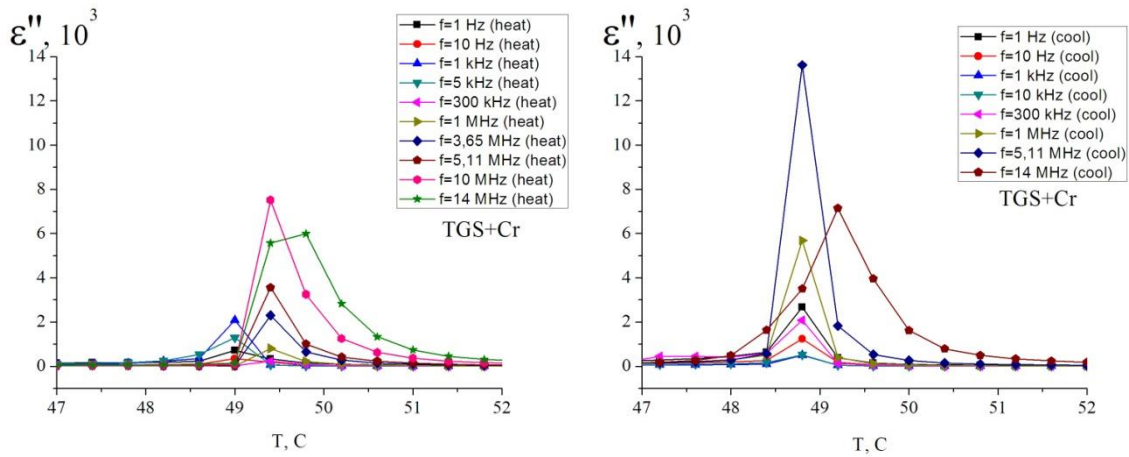 ε'', 10³
14
12
10
8
6
4
2
0
47 48 49 50 51 52
T, C
f=1 Hz (heat)
f=10 Hz (heat)
f=1 kHz (heat)
f=5 kHz (heat)
f=300 kHz (heat)
f=1 MHz (heat)
f=3,65 MHz (heat)
f=5,11 MHz (heat)
f=10 MHz (heat)
f=14 MHz (heat)
TGS+Cr
ε'', 10³
14
12
10
8
6
4
2
0
47 48 49 50 51 52
T, C
f=1 Hz (cool)
f=10 Hz (cool)
f=1 kHz (cool)
f=10 kHz (cool)
f=300 kHz (cool)
f=1 MHz (cool)
f=5,11 MHz (cool)
f=14 MHz (cool)
TGS+Cr